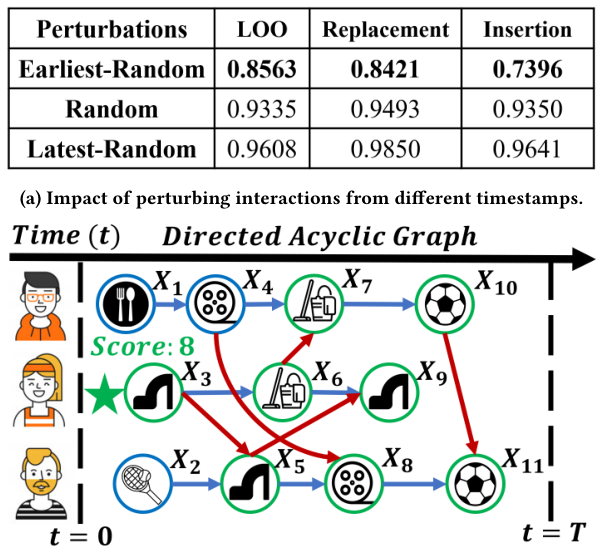 Perturbations LOO Replacement Insertion
Earliest-Random 0.8563 0.8421 0.7396
Random 0.9335 0.9493 0.9350
Latest-Random 0.9608 0.9850 0.9641
(a) Impact of perturbing interactions from different timestamps.
Time (t) Directed Acyclic Graph
X1 X4 X7 X10
Score: 8
X3 X6 X9
X2 X5 X8 X11
t = 0 t = T